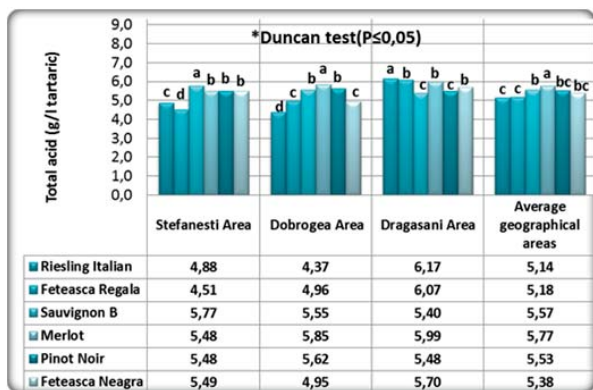 *Duncan test(P≤0,05)
Total acid (g/l tartaric)
9,0
8,0
7,0
6,0
5,0
4,0
3,0
2,0
1,0
0,0
c d a b b b
d c b a b c
a b c b c b
c c b a bc bc
Stefanesti Area Dobrogea Area Dragasani Area Average geographical areas
Riesling Italian 4,88 4,37 6,17 5,14
Feteasca Regala 4,51 4,96 6,07 5,18
Sauvignon B 5,77 5,55 5,40 5,57
Merlot 5,48 5,85 5,99 5,77
Pinot Noir 5,48 5,62 5,48 5,53
Feteasca Neagra 5,49 4,95 5,70 5,38